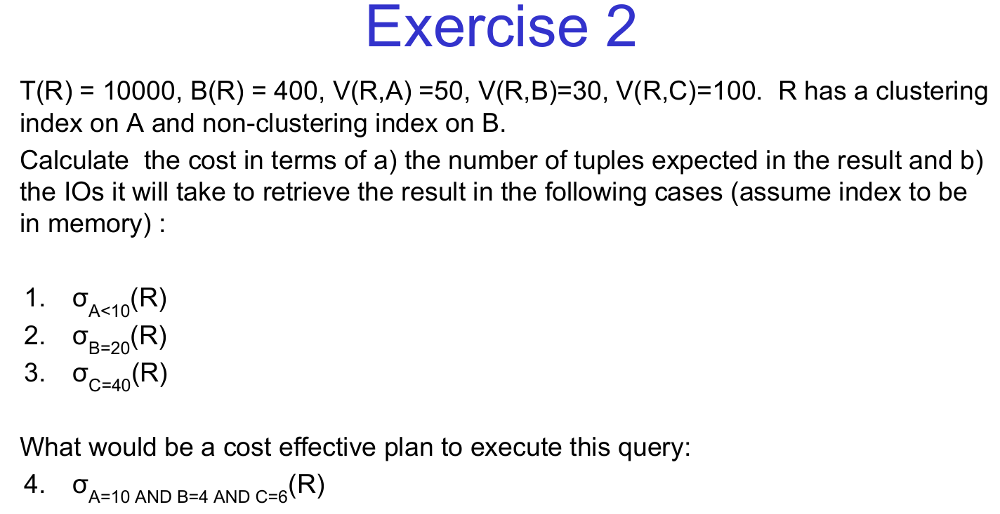 Exercise 2
T(R) = 10000, B(R) = 400, V(R,A) =50, V(R,B)=30, V(R,C)=100.  R has a clustering
index on A and non-clustering index on B.
Calculate  the cost in terms of a) the number of tuples expected in the result and b)
the IOs it will take to retrieve the result in the following cases (assume index to be
in memory) :
1. σA<10(R)
2. σB=20(R)
3. σC=40(R)
What would be a cost effective plan to execute this query:
4. σA=10 AND B=4 AND C=6(R)